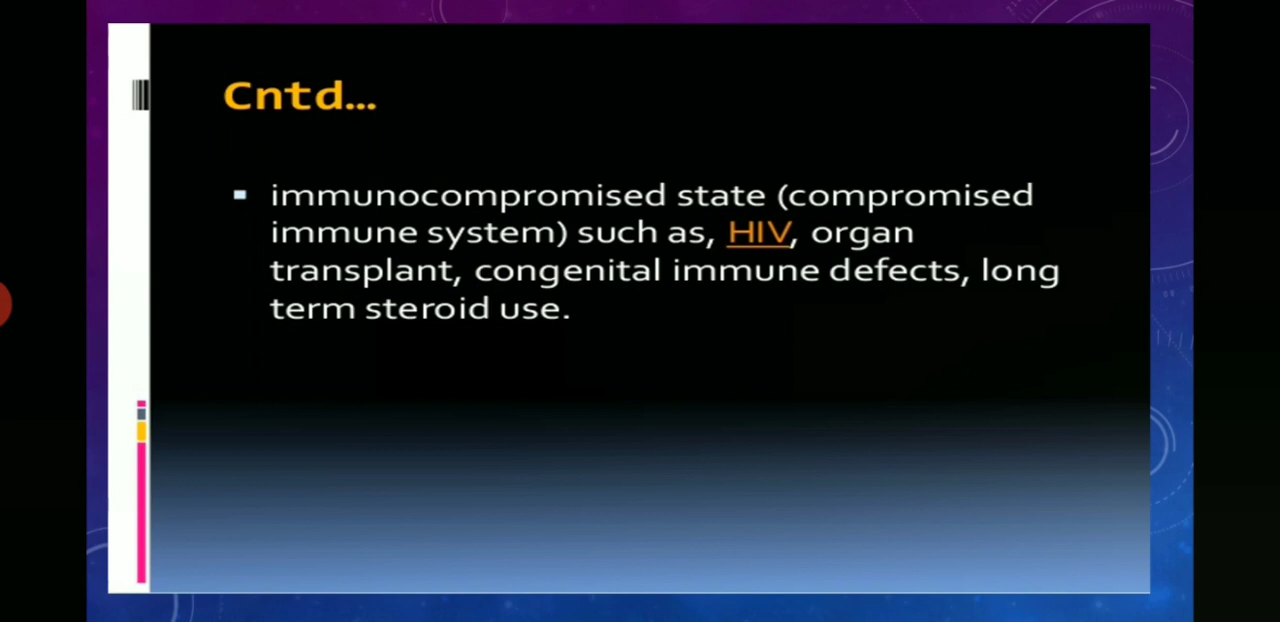 Cntd...
immunocompromised state (compromised
immune system) such as, HIV, organ
transplant, congenital immune defects, long
term steroid use.